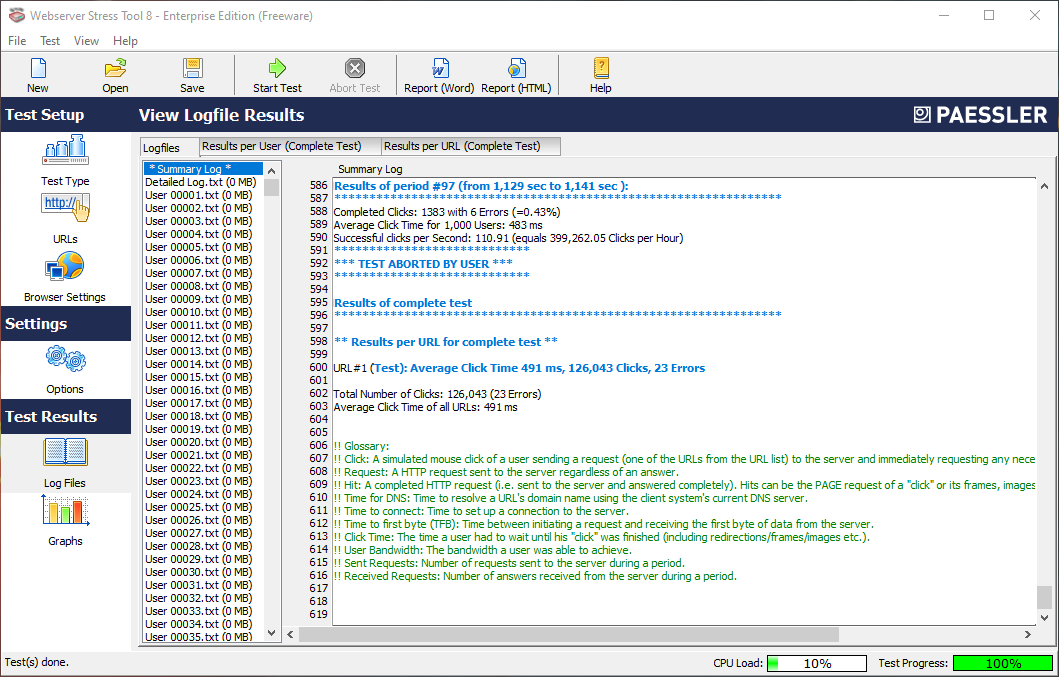 Webserver Stress Tool 8 - Enterprise Edition (Freeware)
File Test View Help
New Open Save Start Test Abort Test Report (Word) Report (HTML) Help
Test Setup
View Logfile Results
PAESSLER
Test Type
http://
URLs
Browser Settings
Settings
Options
Test Results
Log Files
Graphs
Logfiles Results per User (Complete Test) Results per URL (Complete Test)
* Summary Log *
Detailed Log.txt (0 MB)
User 00001.txt (0 MB)
User 00002.txt (0 MB)
User 00003.txt (0 MB)
User 00004.txt (0 MB)
User 00005.txt (0 MB)
User 00006.txt (0 MB)
User 00007.txt (0 MB)
User 00008.txt (0 MB)
User 00009.txt (0 MB)
User 00010.txt (0 MB)
User 00011.txt (0 MB)
User 00012.txt (0 MB)
User 00013.txt (0 MB)
User 00014.txt (0 MB)
User 00015.txt (0 MB)
User 00016.txt (0 MB)
User 00017.txt (0 MB)
User 00018.txt (0 MB)
User 00019.txt (0 MB)
User 00020.txt (0 MB)
User 00021.txt (0 MB)
User 00022.txt (0 MB)
User 00023.txt (0 MB)
User 00024.txt (0 MB)
User 00025.txt (0 MB)
User 00026.txt (0 MB)
User 00027.txt (0 MB)
User 00028.txt (0 MB)
User 00029.txt (0 MB)
User 00030.txt (0 MB)
User 00031.txt (0 MB)
User 00032.txt (0 MB)
User 00033.txt (0 MB)
User 00034.txt (0 MB)
User 00035.txt (0 MB)
Summary Log
586 Results of period #97 (from 1,129 sec to 1,141 sec ):
587 ****************************************************************
588 Completed Clicks: 1383 with 6 Errors (=0.43%)
589 Average Click Time for 1,000 Users: 483 ms
590 Successful clicks per Second: 110.91 (equals 399,262.05 Clicks per Hour)
591 ****************************
592 *** TEST ABORTED BY USER ***
593 ****************************
594
595 Results of complete test
596 ****************************************************************
597
598 ** Results per URL for complete test **
599
600 URL#1 (Test): Average Click Time 491 ms, 126,043 Clicks, 23 Errors
601
602 Total Number of Clicks: 126,043 (23 Errors)
603 Average Click Time of all URLs: 491 ms
604
605
606 !! Glossary:
607 !! Click: A simulated mouse click of a user sending a request (one of the URLs from the URL list) to the server and immediately requesting any nece
608 !! Request: A HTTP request sent to the server regardless of an answer.
609 !! Hit: A completed HTTP request (i.e. sent to the server and answered completely). Hits can be the PAGE request of a "click" or its frames, images
610 !! Time for DNS: Time to resolve a URL's domain name using the client system's current DNS server.
611 !! Time to connect: Time to set up a connection to the server.
612 !! Time to first byte (TFB): Time between initiating a request and receiving the first byte of data from the server.
613 !! Click Time: The time a user had to wait until his "click" was finished (including redirections/frames/images etc.).
614 !! User Bandwidth: The bandwidth a user was able to achieve.
615 !! Sent Requests: Number of requests sent to the server during a period.
616 !! Received Requests: Number of answers received from the server during a period.
617
618
619
Test(s) done.
CPU Load: 10% Test Progress: 100%